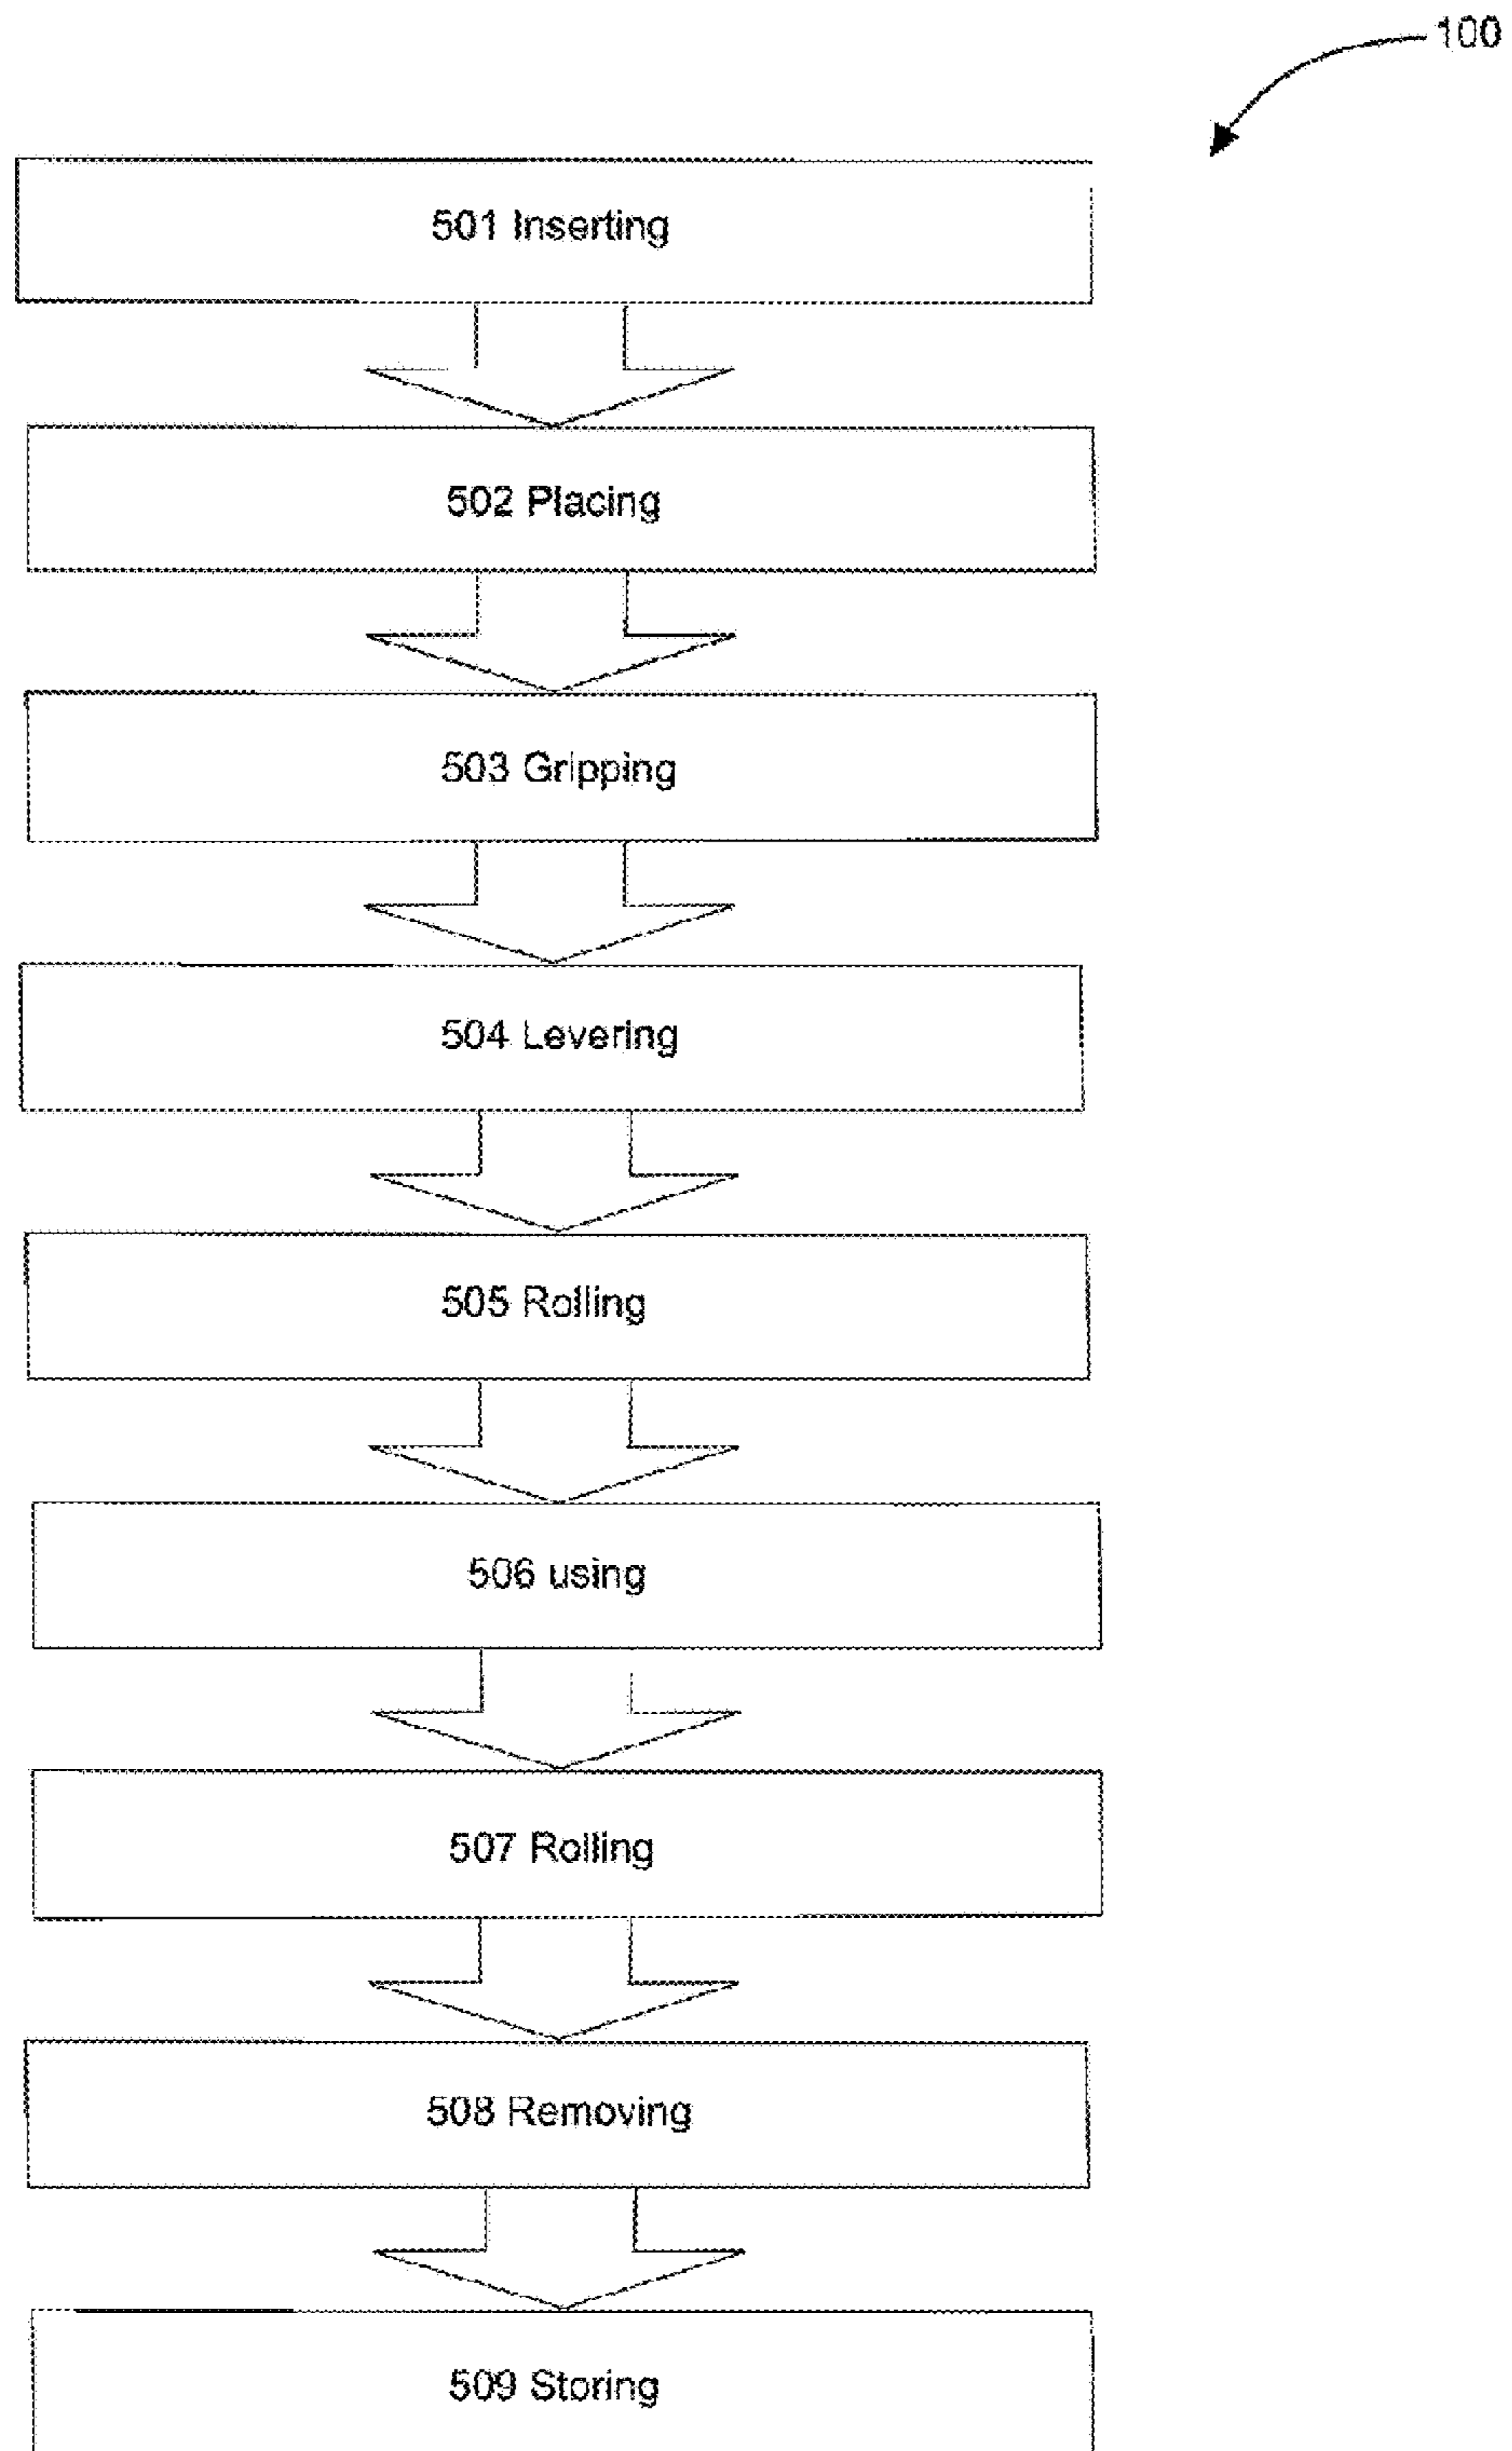 100
501 Inserting
502 Placing
503 Gripping
504 Levering
505 Rolling
506 using
507 Rolling
508 Removing
509 Storing